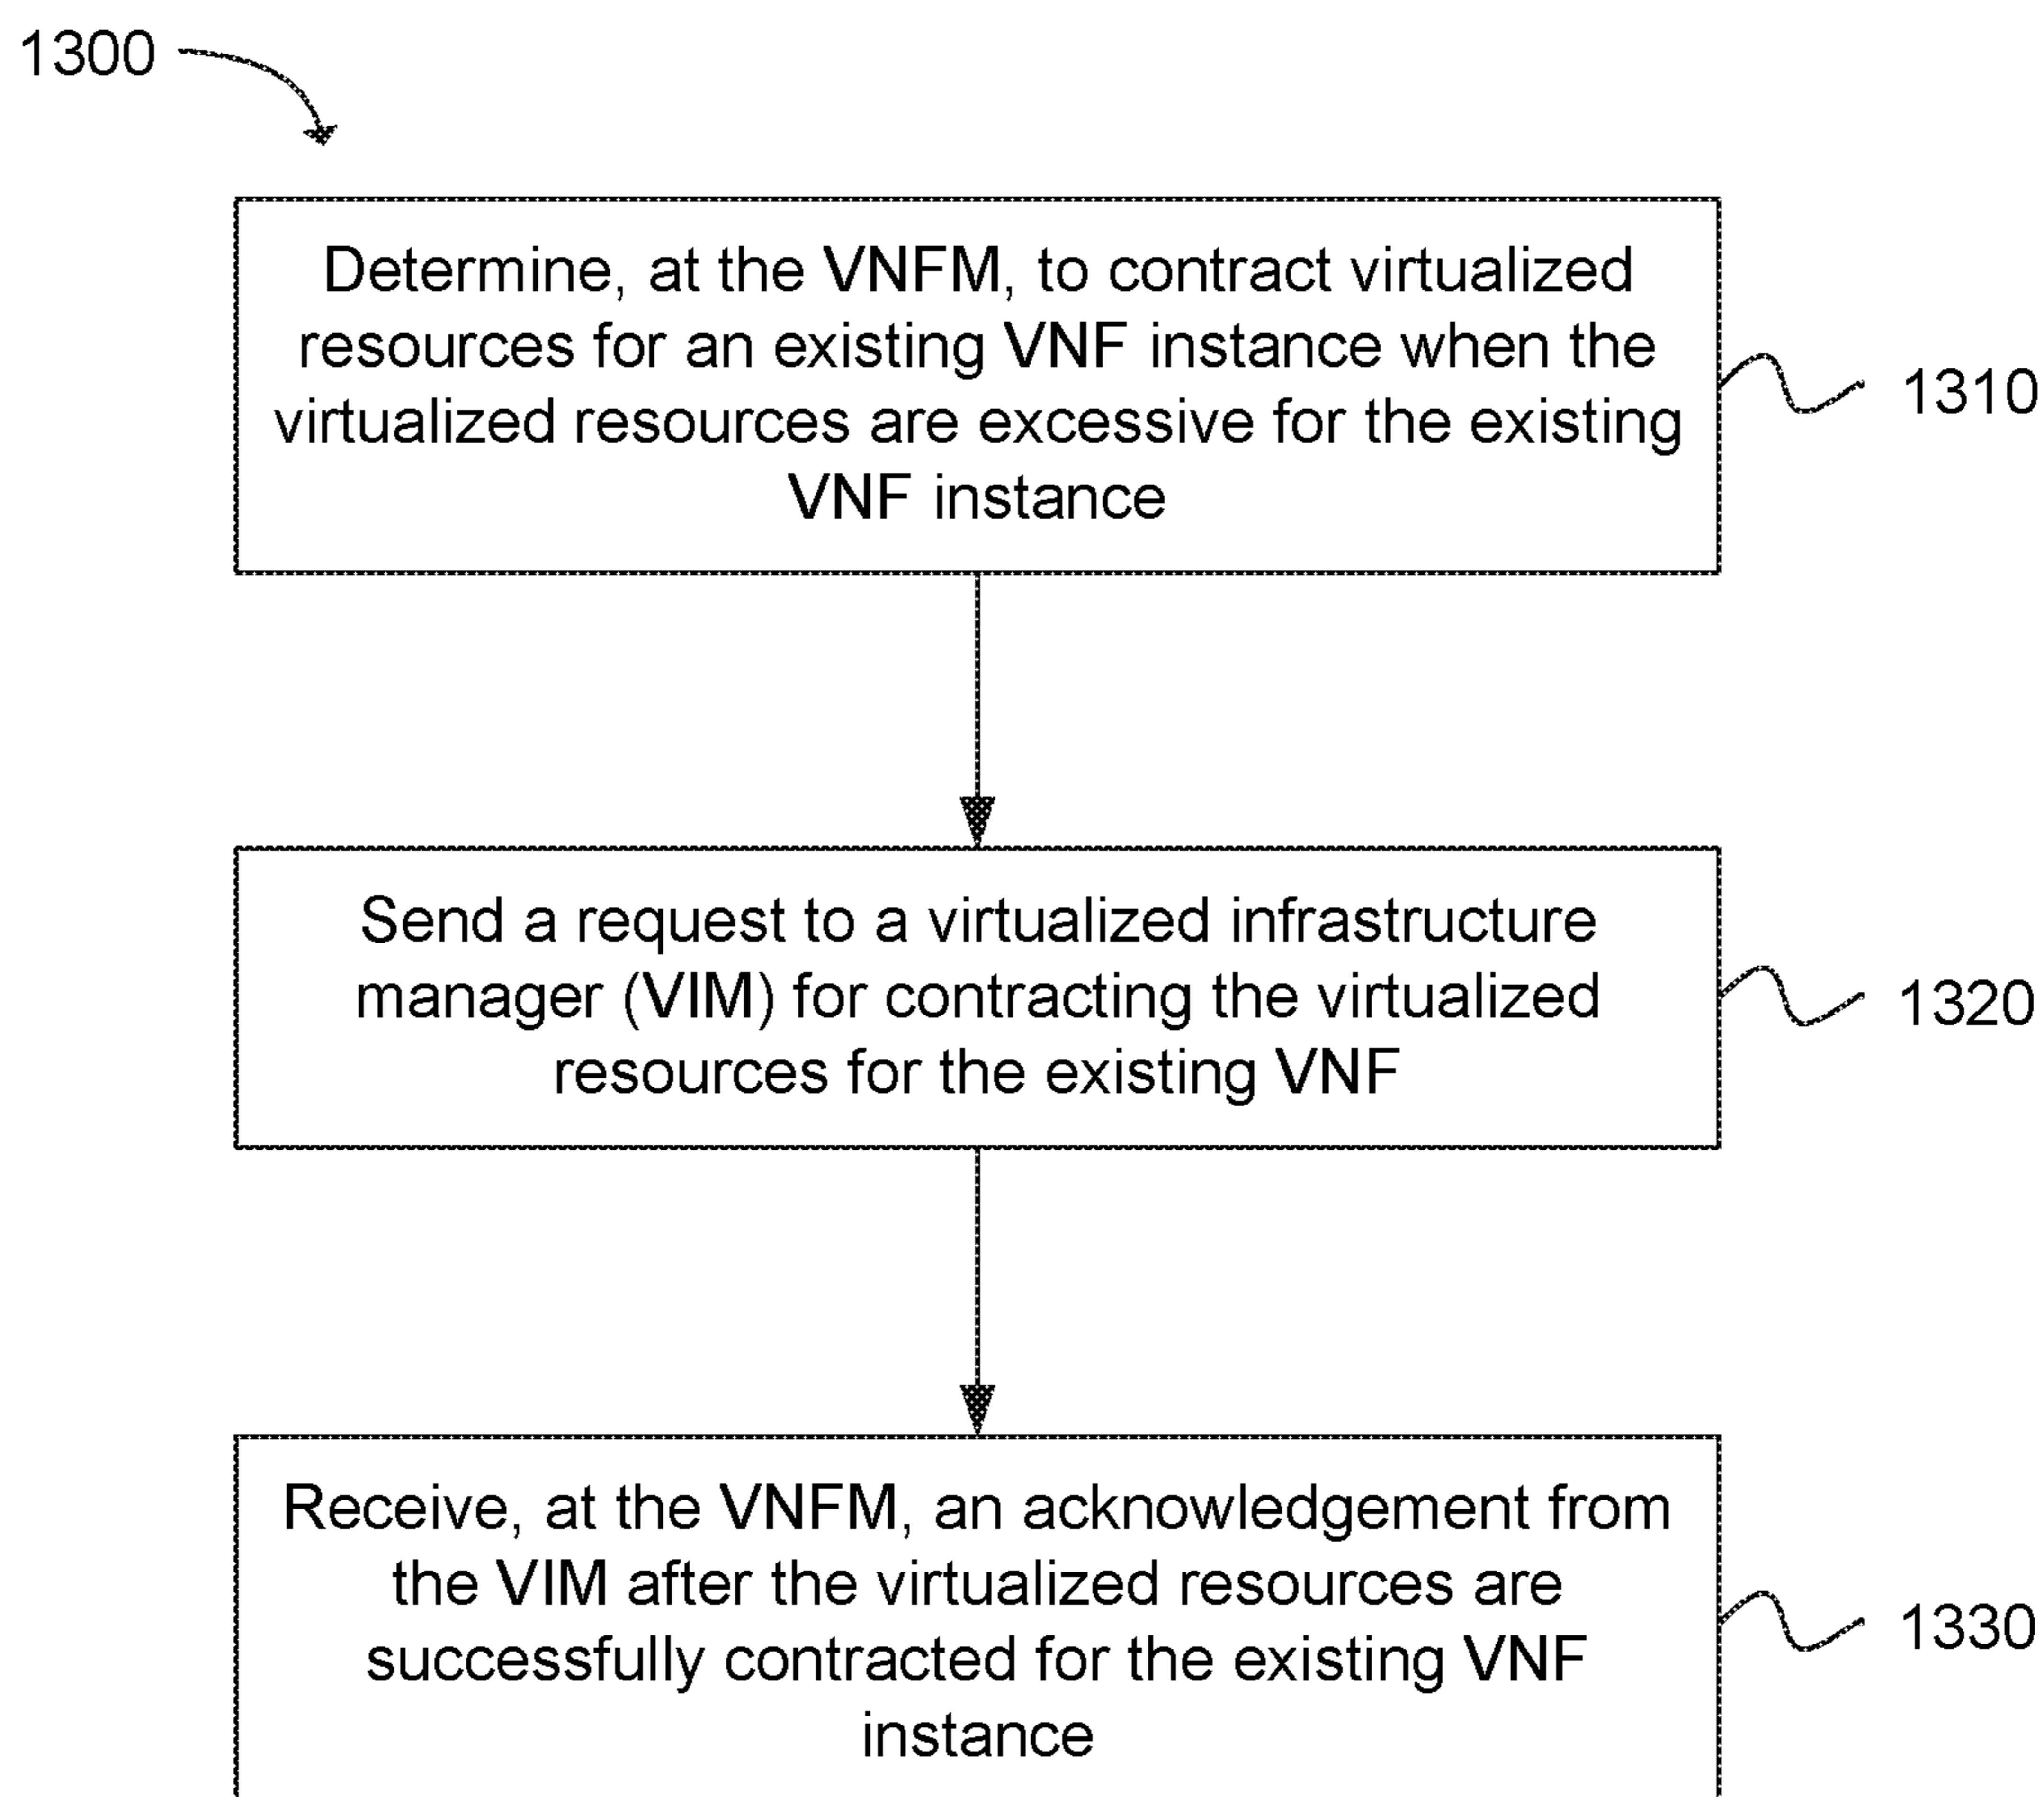 1300
Determine, at the VNFM, to contract virtualized
resources for an existing VNF instance when the
virtualized resources are excessive for the existing
VNF instance
1310
Send a request to a virtualized infrastructure
manager (VIM) for contracting the virtualized
resources for the existing VNF
1320
Receive, at the VNFM, an acknowledgement from
the VIM after the virtualized resources are
successfully contracted for the existing VNF
instance
1330